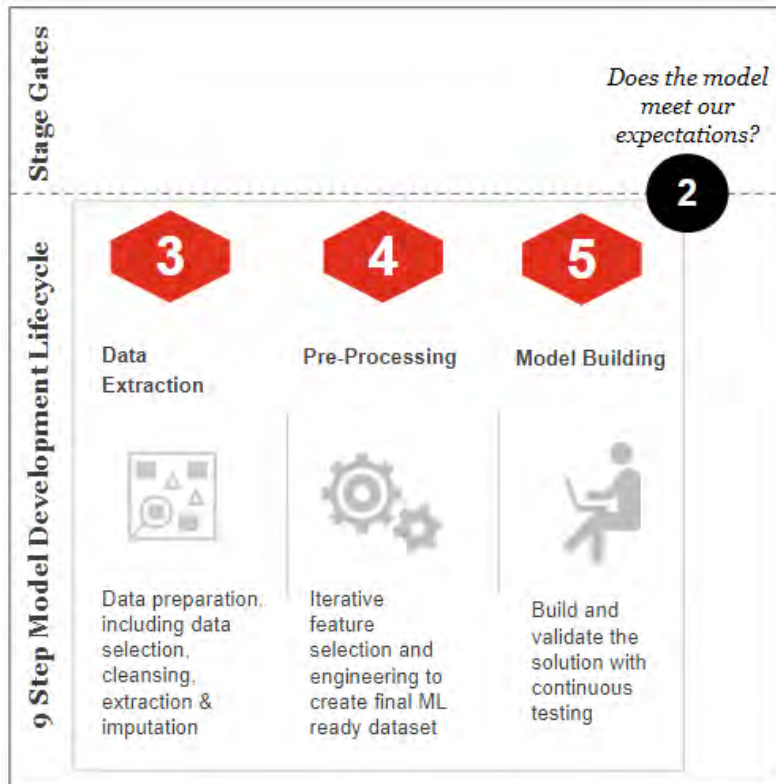 Stage Gates
Does the model
meet our
expectations?
2
9 Step Model Development Lifecycle
3
4
5
Data
Extraction
Pre-Processing
Model Building
Data preparation,
including data
selection,
cleansing,
extraction &
imputation
Iterative
feature
selection and
engineering to
create final ML
ready dataset
Build and
validate the
solution with
continuous
testing